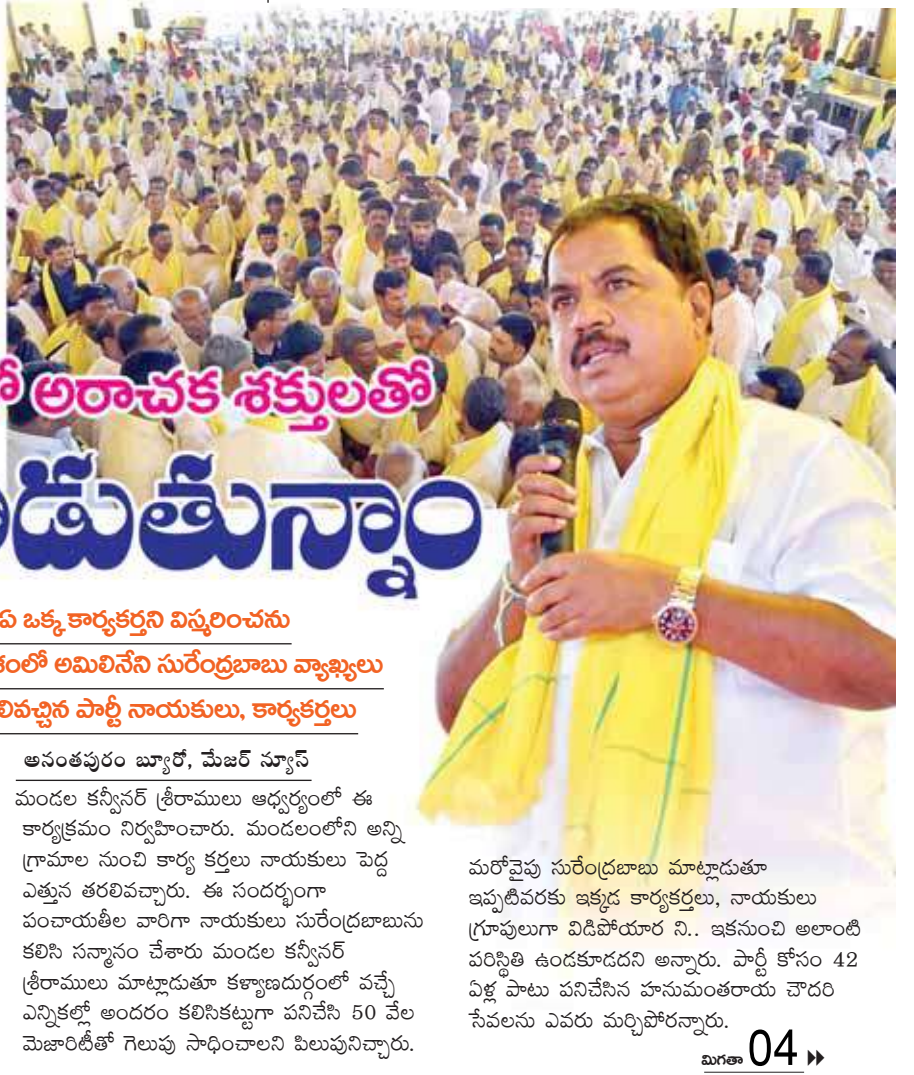 అరాచక శక్తులతో
డుతున్నాం
ఏ ఒక్క కార్యకర్తని విస్మరించను
శంలో అమిలినేని సురేంద్రబాబు వ్యాఖ్యలు
లివచ్చిన పార్టీ నాయకులు, కార్యకర్తలు
అనంతపురం బ్యూరో, మేజర్ న్యూస్
మండల కన్వీనర్ శ్రీరాములు ఆధ్వర్యంలో ఈ
కార్యక్రమం నిర్వహించారు. మండలంలోని అన్ని
గ్రామాల నుంచి కార్య కర్తలు నాయకులు పెద్ద
ఎత్తున తరలివచ్చారు. ఈ సందర్భంగా
పంచాయతీల వారిగా నాయకులు సురేంద్రబాబును
కలిసి సన్మానం చేశారు మండల కన్వీనర్
శ్రీరాములు మాట్లాడుతూ కళ్యాణదుర్గంలో వచ్చే
ఎన్నికల్లో అందరం కలిసికట్టుగా పనిచేసి 50 వేల
మెజారిటీతో గెలుపు సాధించాలని పిలుపునిచ్చారు.
మరోవైపు సురేంద్రబాబు మాట్లాడుతూ
ఇప్పటివరకు ఇక్కడ కార్యకర్తలు, నాయకులు
గ్రూపులుగా విడిపోయార ని.. ఇకనుంచి అలాంటి
పరిస్థితి ఉండకూడదని అన్నారు. పార్టీ కోసం 42
ఏళ్ల పాటు పనిచేసిన హనుమంతరాయ చౌదరి
సేవలను ఎవరు మర్చిపోరన్నారు.
మిగతా 04